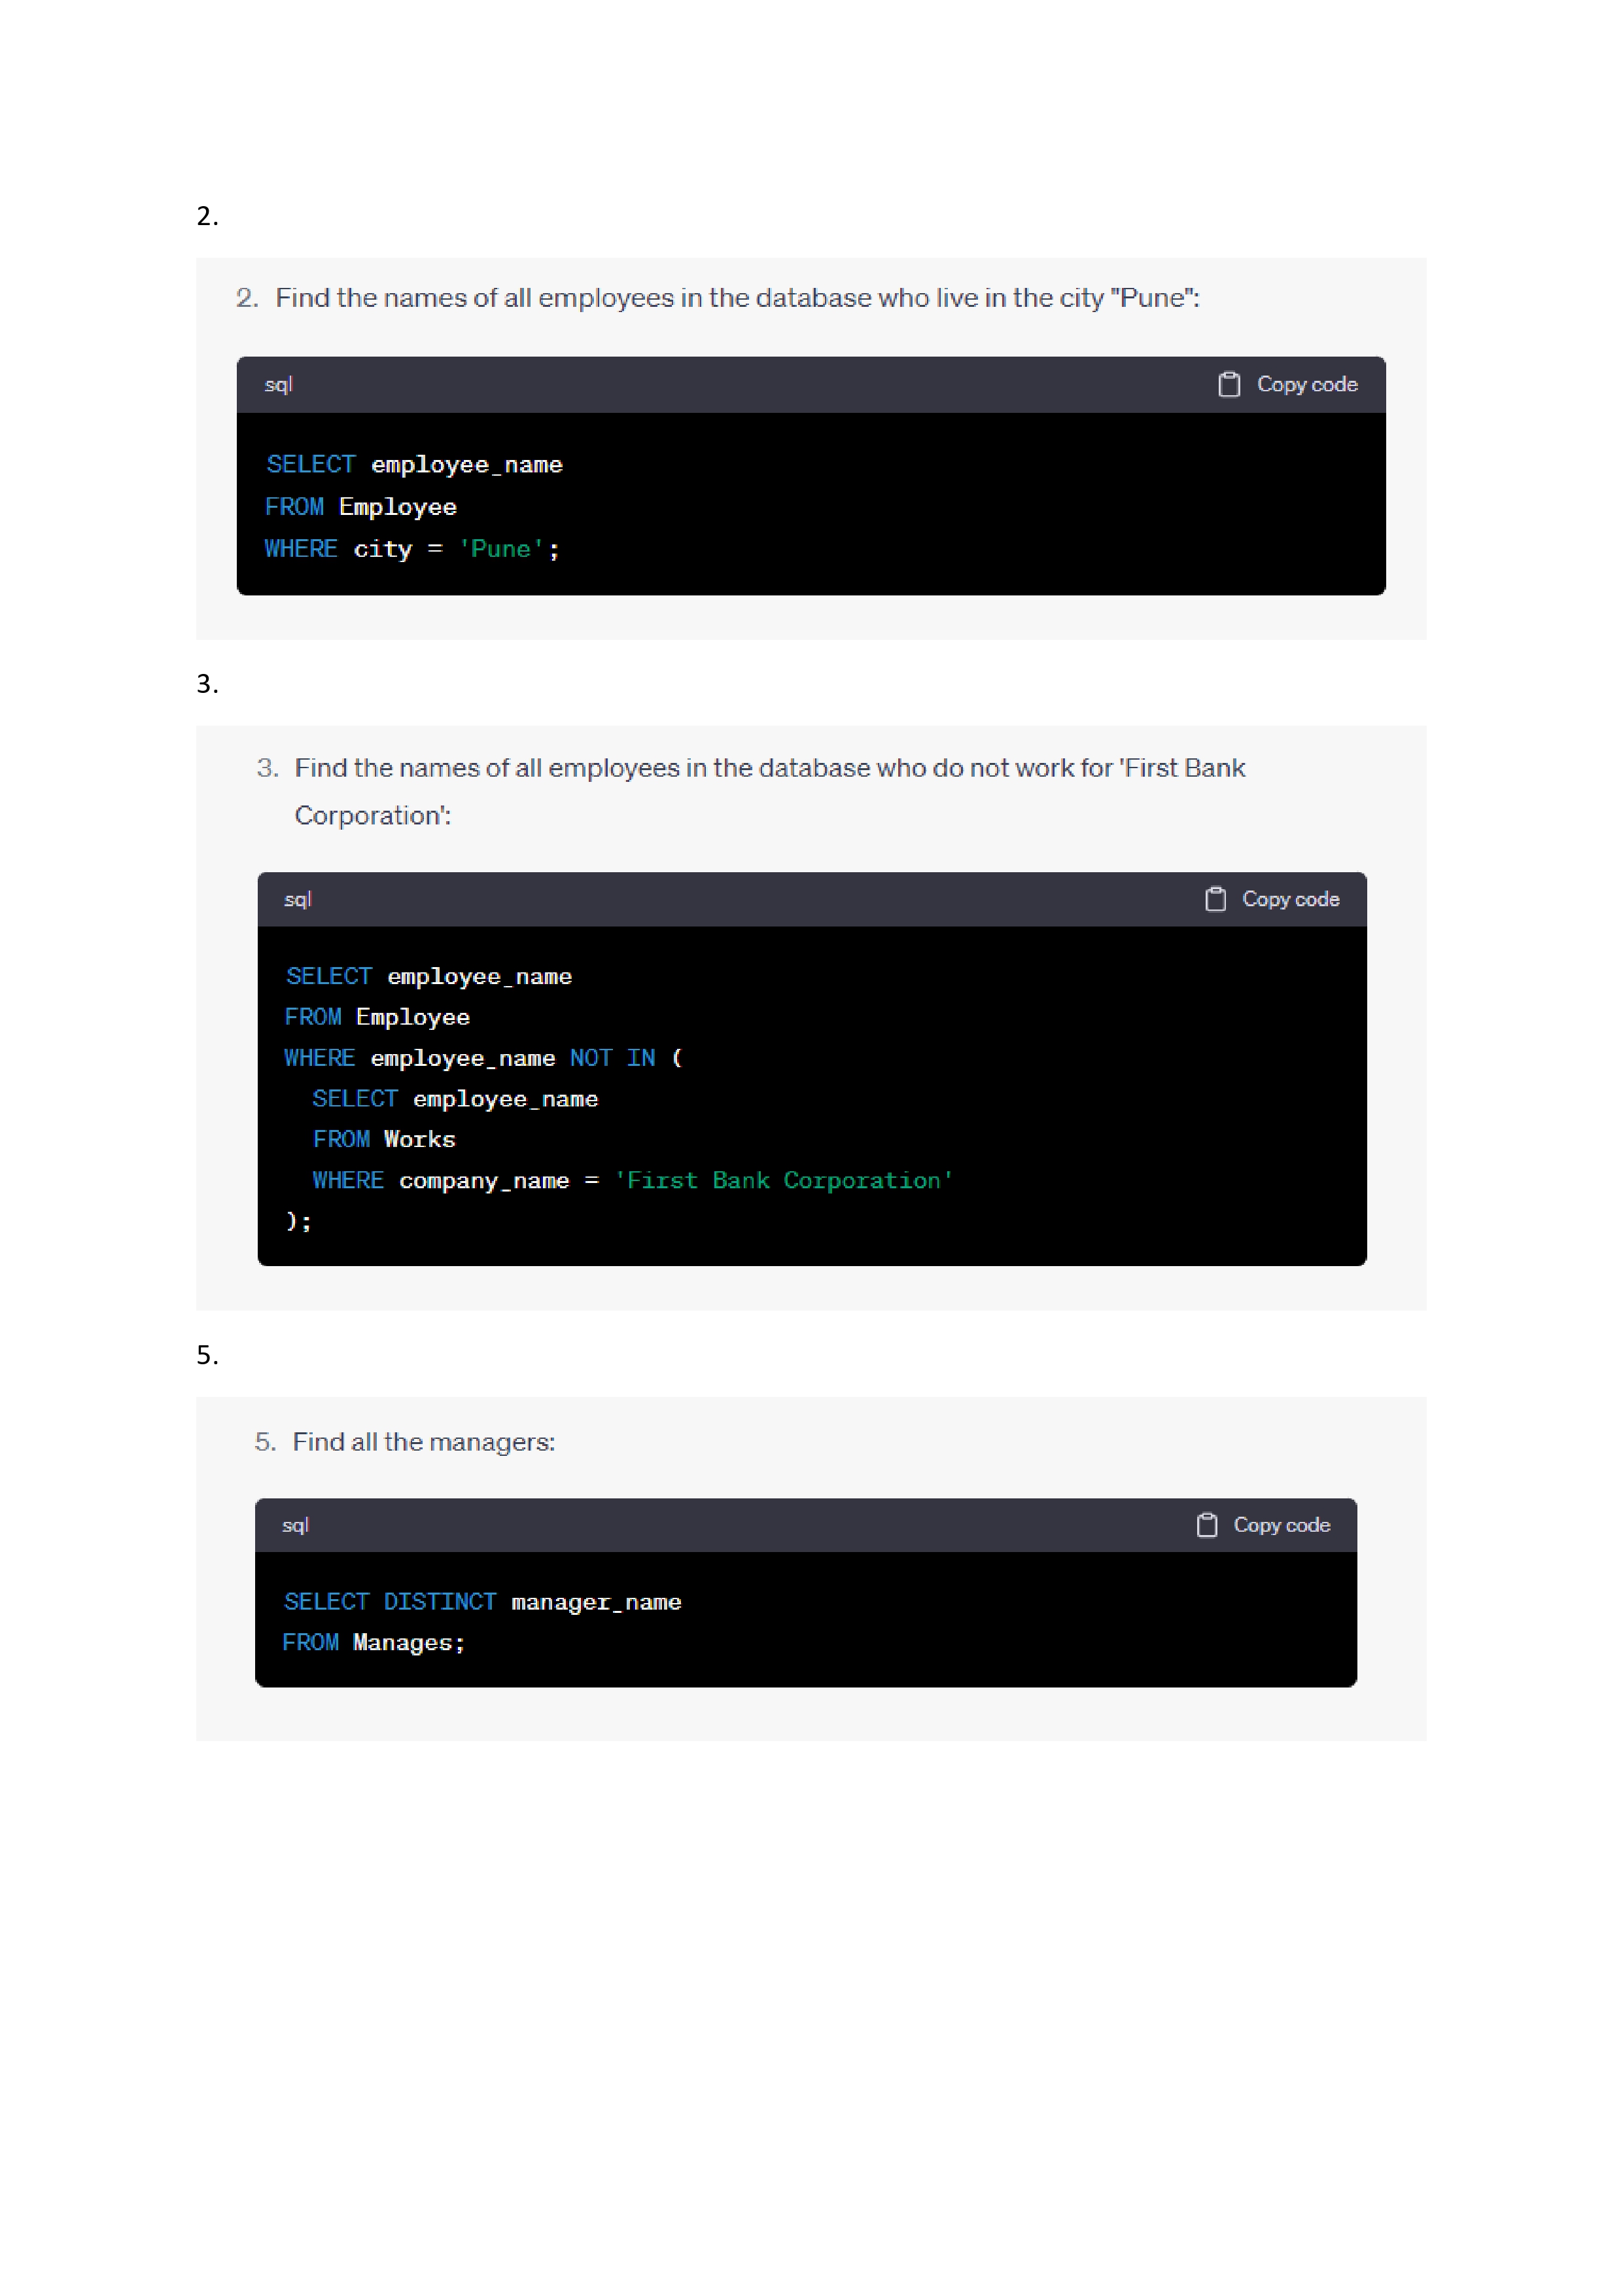 2.
2. Find the names of all employees in the database who live in the city "Pune":
sql Copy code
SELECT employee_name
FROM Employee
WHERE city = 'Pune';
3.
3. Find the names of all employees in the database who do not work for 'First Bank
Corporation':
sql Copy code
SELECT employee_name
FROM Employee
WHERE employee_name NOT IN (
SELECT employee_name
FROM Works
WHERE company_name = 'First Bank Corporation'
);
5.
5. Find all the managers:
sql Copy code
SELECT DISTINCT manager_name
FROM Manages;